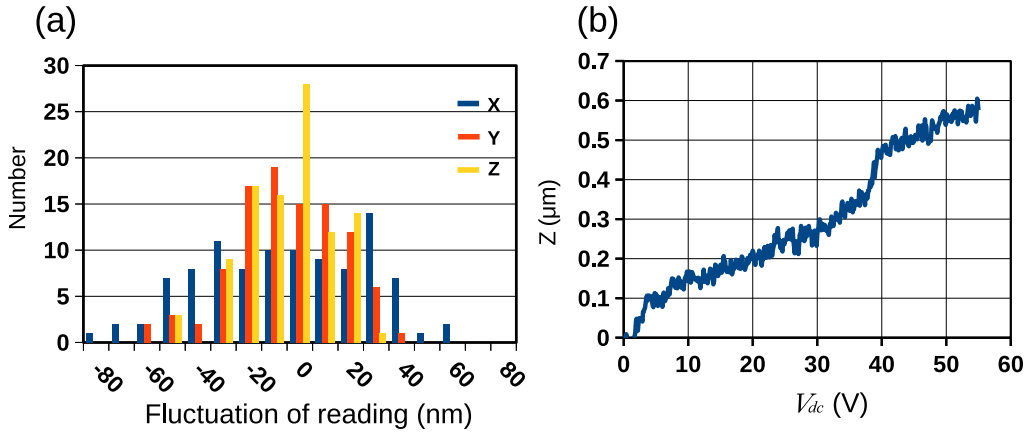 (a)
30
25
20
15
10
5
0
Number
X
Y
Z
-80 -60 -40 -20 0 20 40 60 80
Fluctuation of reading (nm)
(b)
0.7
0.6
0.5
0.4
0.3
0.2
0.1
0
Z (μm)
0 10 20 30 40 50 60
Vdc (V)